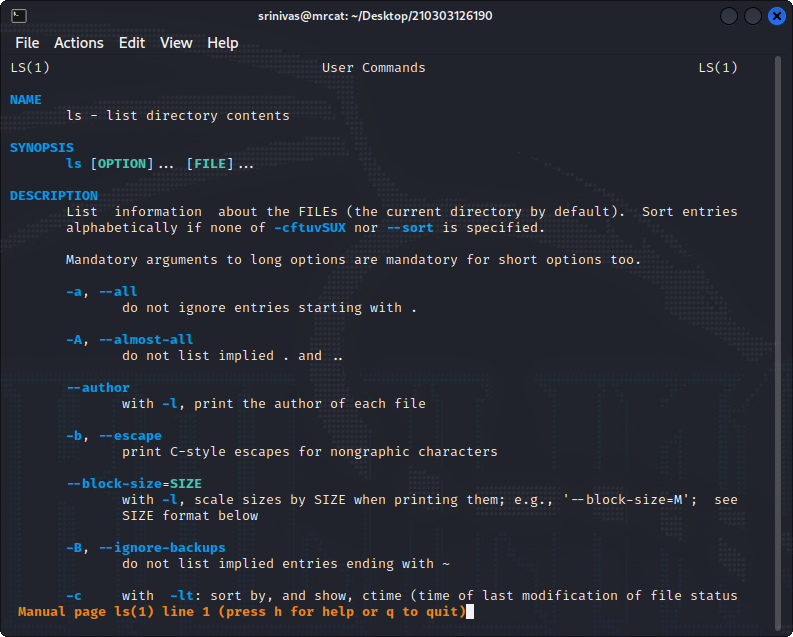 srinivas@mrcat: ~/Desktop/210303126190
File Actions Edit View Help
LS(1) User Commands LS(1)
NAME
ls - list directory contents
SYNOPSIS
ls [OPTION]... [FILE]...
DESCRIPTION
List information about the FILEs (the current directory by default). Sort entries
alphabetically if none of -cftuvSUX nor --sort is specified.
Mandatory arguments to long options are mandatory for short options too.
-a, --all
do not ignore entries starting with .
-A, --almost-all
do not list implied . and ..
--author
with -l, print the author of each file
-b, --escape
print C-style escapes for nongraphic characters
--block-size=SIZE
with -l, scale sizes by SIZE when printing them; e.g., '--block-size=M'; see
SIZE format below
-B, --ignore-backups
do not list implied entries ending with ~
-c with -lt: sort by, and show, ctime (time of last modification of file status
Manual page ls(1) line 1 (press h for help or q to quit)